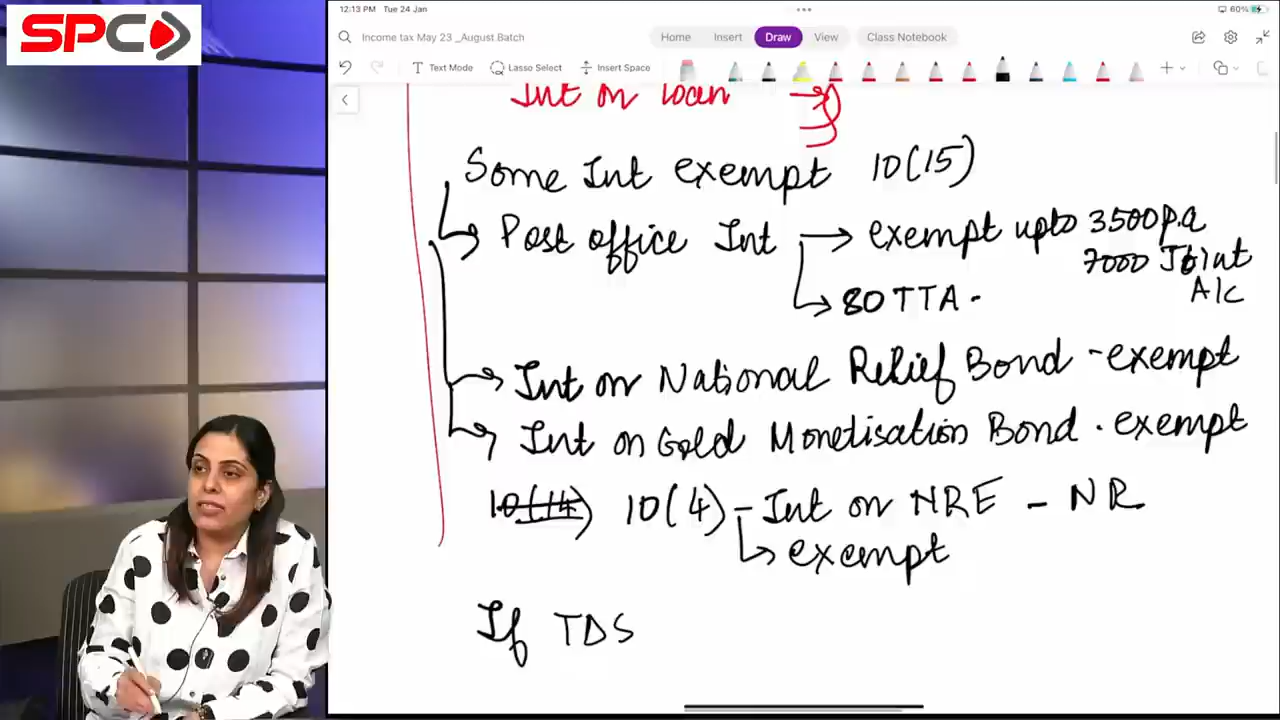 SPC
12:13 PM Tue 24 Jan
60%
Income tax May 23 _August Batch
Home Insert Draw View Class Notebook
Text Mode Lasso Select Insert Space
Int on loan
Some Int exempt 10(15)
Post office Int → exempt upto 3500 p.a
7000 Joint
A/c
80TTA.
Int on National Relief Bond - exempt
Int on Gold Monetisation Bond . exempt
10(14) 10(4) - Int on NRE - NR
exempt
If TDS